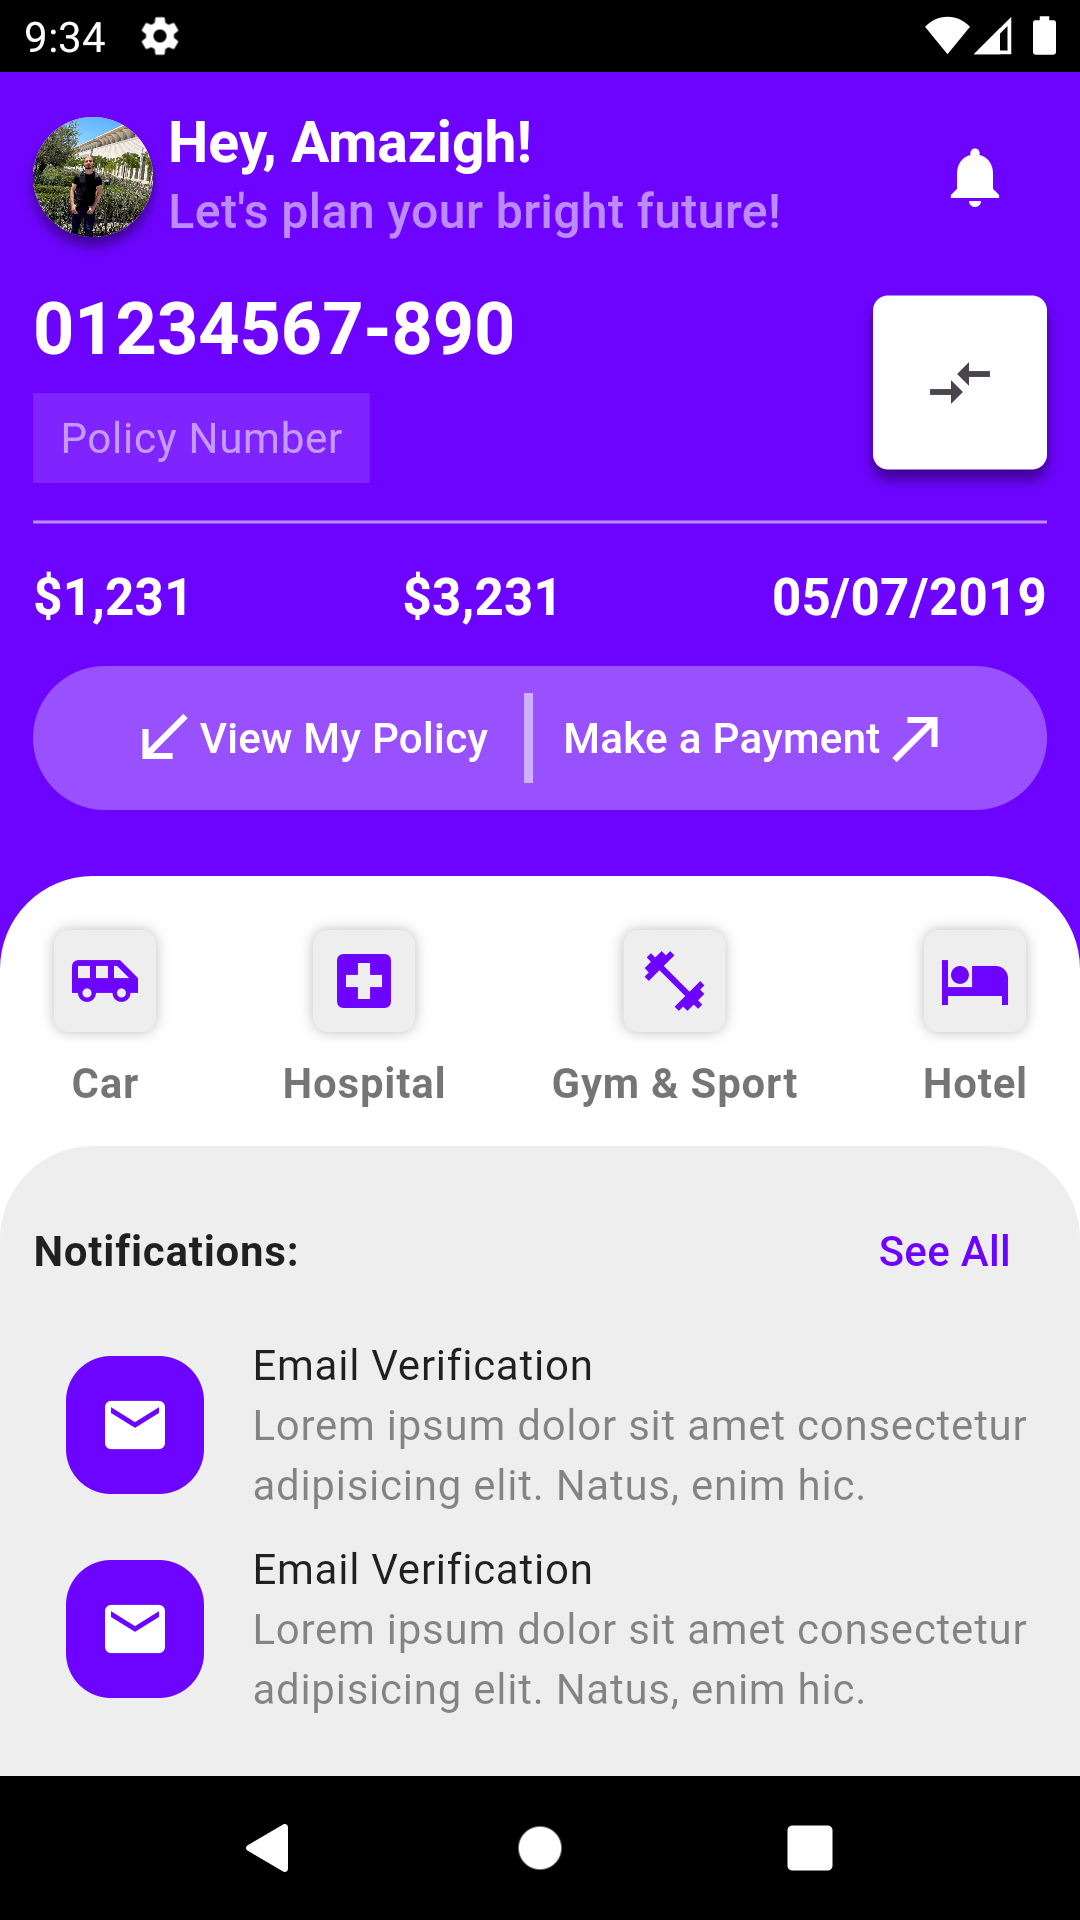 9:34
Hey, Amazigh!
Let's plan your bright future!
01234567-890
Policy Number
$1,231 $3,231 05/07/2019
View My Policy Make a Payment
Car Hospital Gym & Sport Hotel
Notifications: See All
Email Verification
Lorem ipsum dolor sit amet consectetur
adipisicing elit. Natus, enim hic.
Email Verification
Lorem ipsum dolor sit amet consectetur
adipisicing elit. Natus, enim hic.